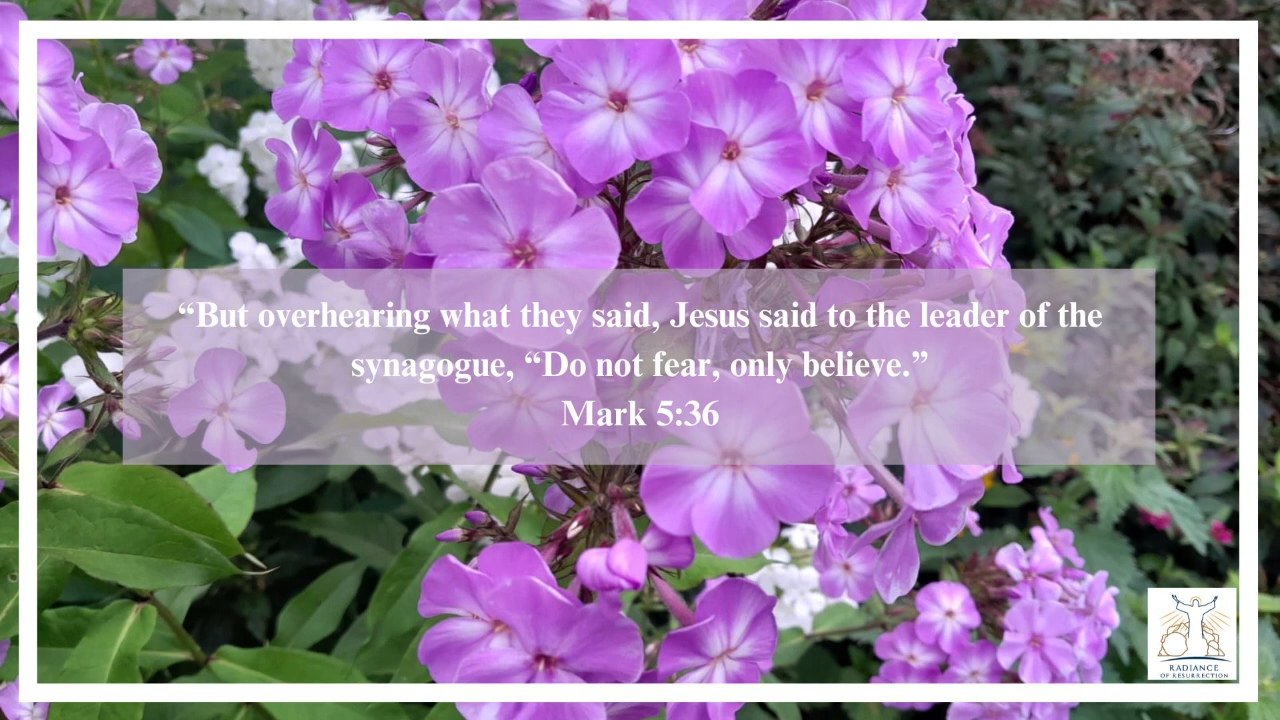 “But overhearing what they said, Jesus said to the leader of the
synagogue, “Do not fear, only believe.”
Mark 5:36
RADIANCE
OF RESURRECTION